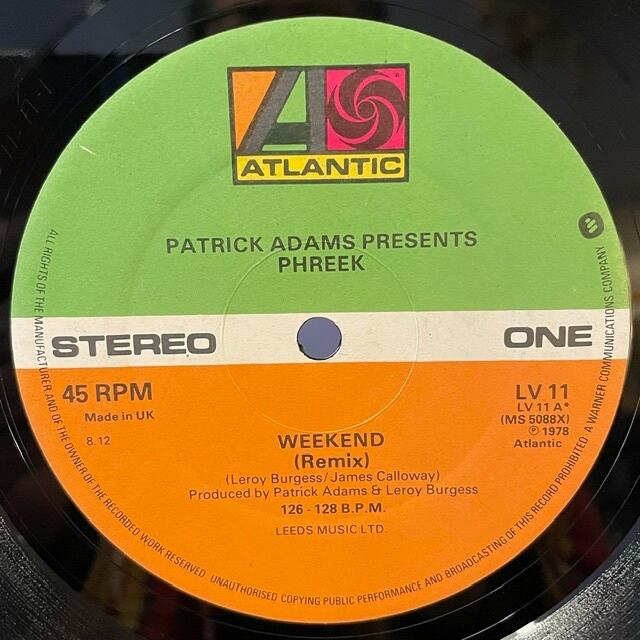 ATLANTIC
PATRICK ADAMS PRESENTS
PHREEK
STEREO
ONE
45 RPM
Made in UK
8.12
LV 11
LV 11 A*
(MS 5088X)
℗ 1978
Atlantic
WEEKEND
(Remix)
(Leroy Burgess/James Calloway)
Produced by Patrick Adams & Leroy Burgess
126 - 128 B.P.M.
LEEDS MUSIC LTD.
ALL RIGHTS OF THE MANUFACTURER AND OF THE OWNER OF THE RECORDED WORK RESERVED UNAUTHORISED COPYING PUBLIC PERFORMANCE AND BROADCASTING OF THIS RECORD PROHIBITED A WARNER COMMUNICATIONS COMPANY